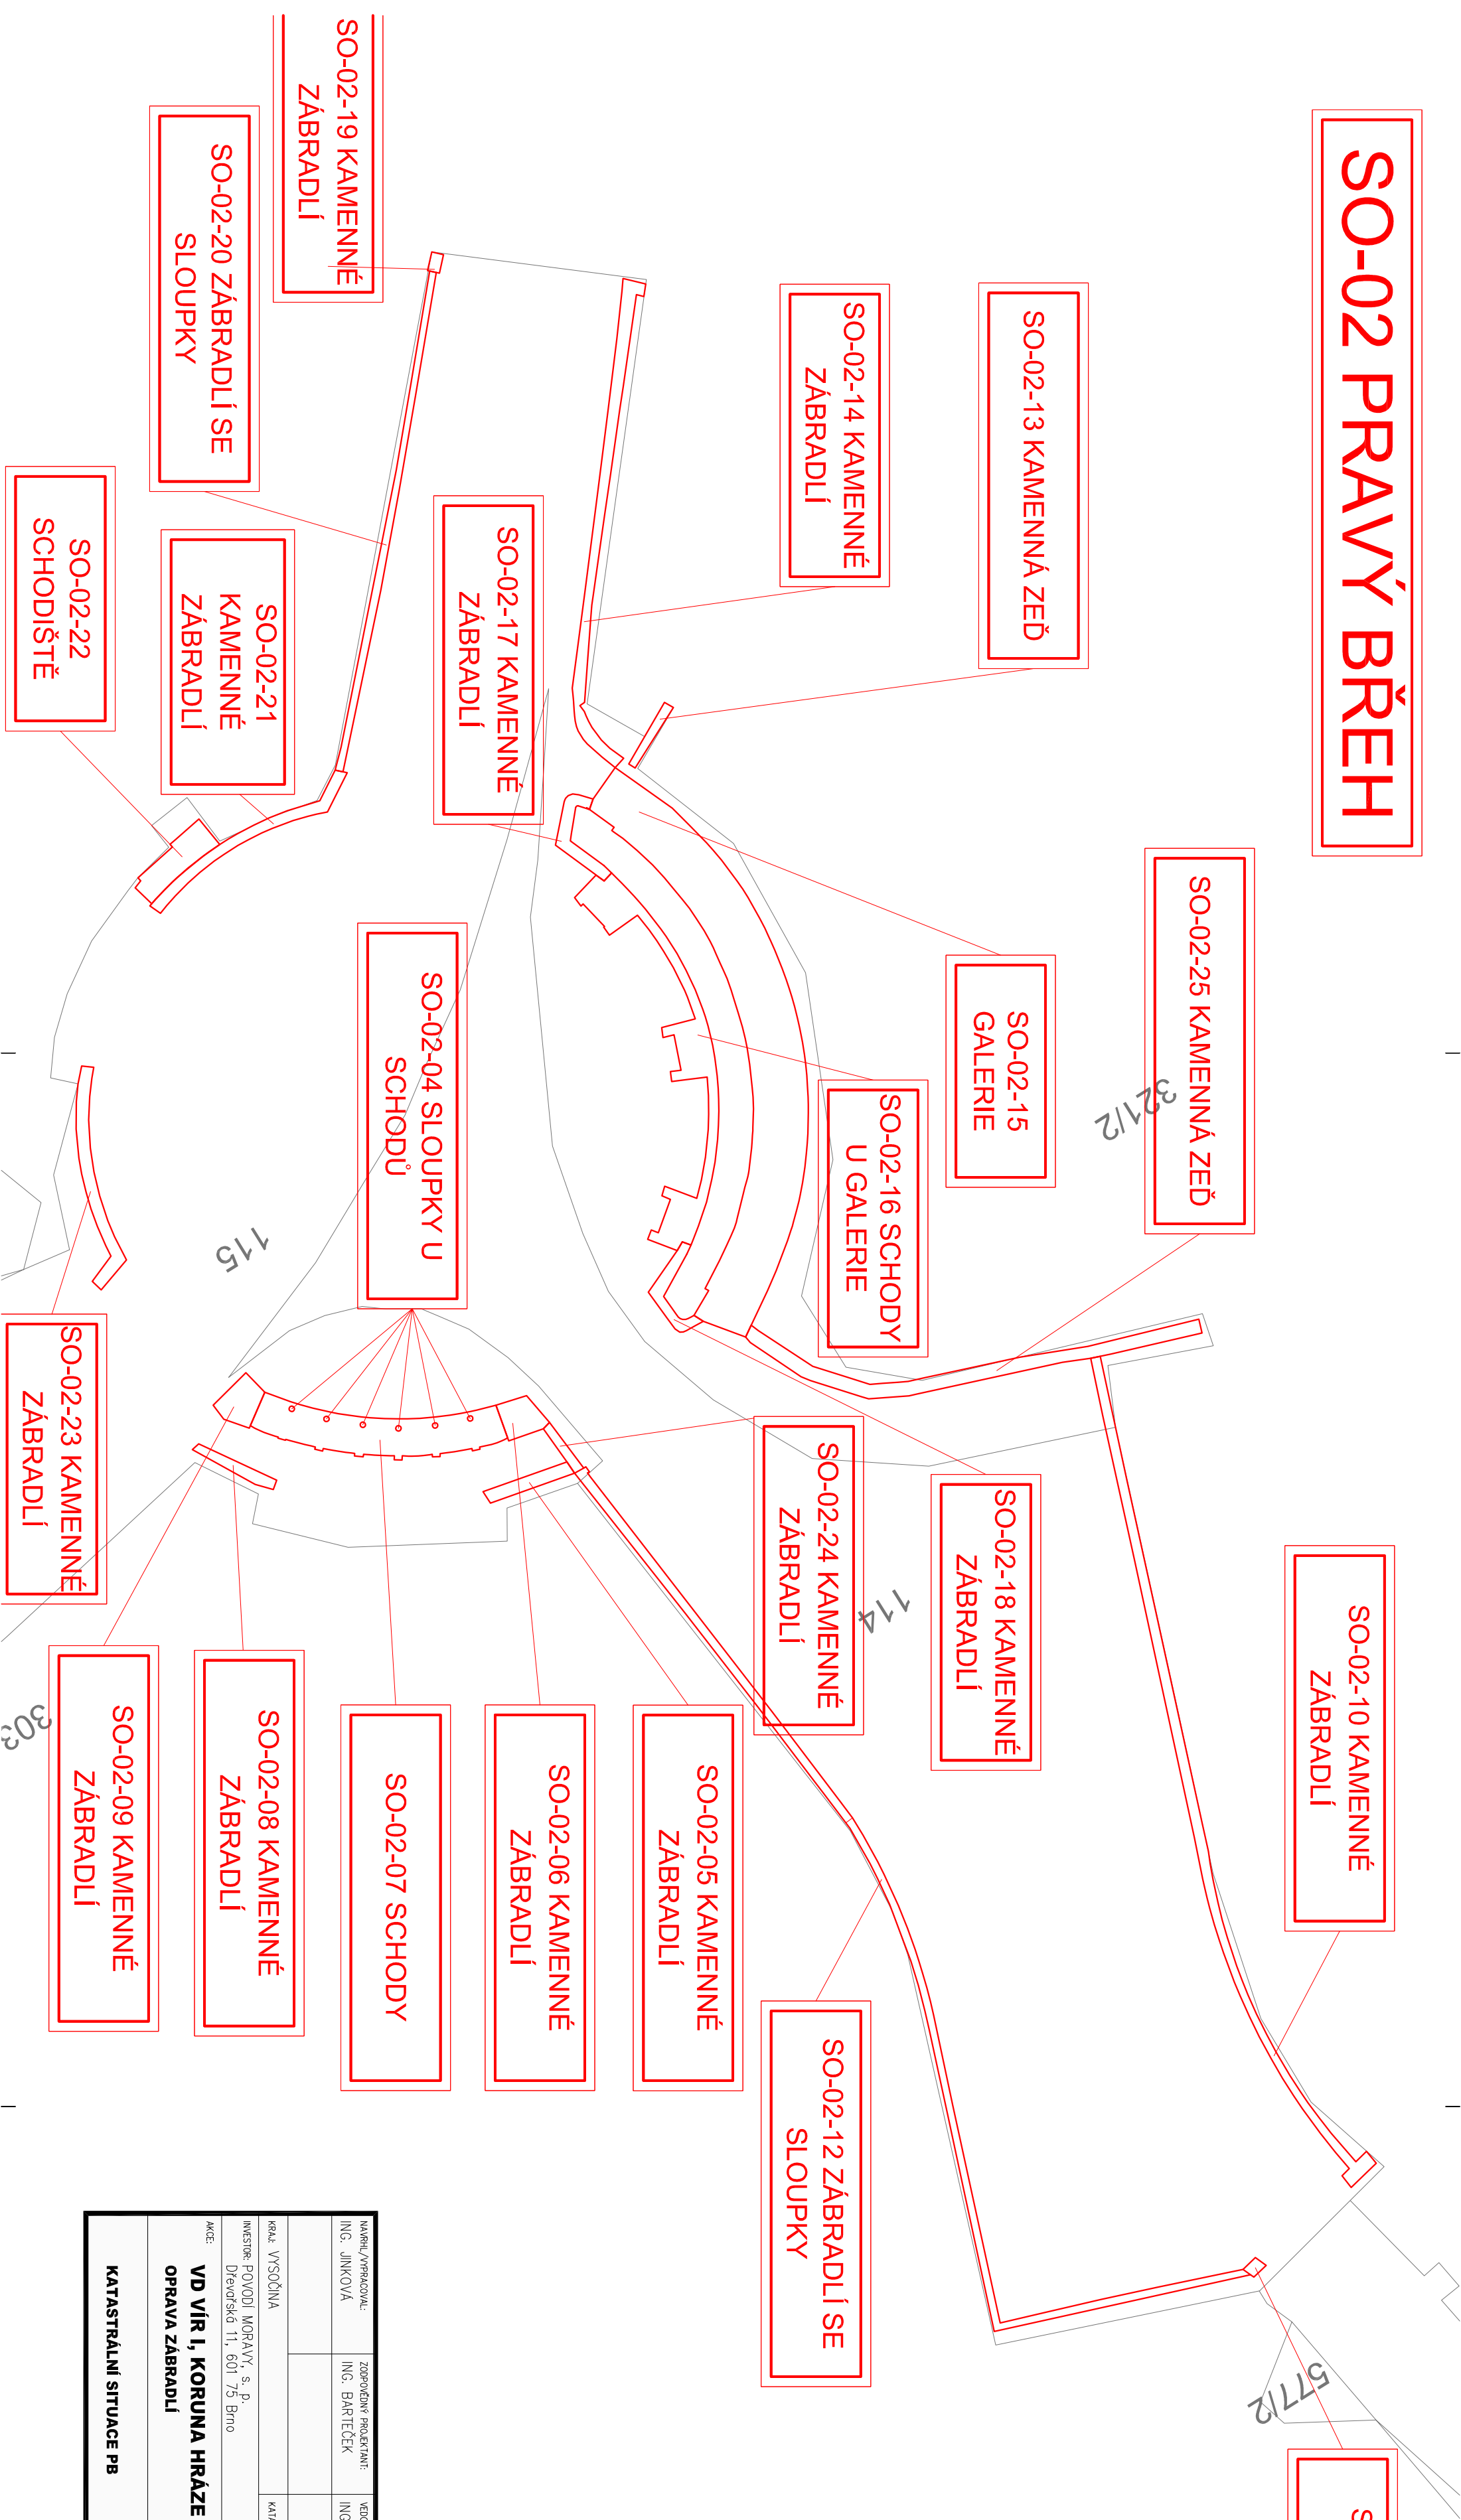 SO-02 PRAVÝ BŘEH
SO-02-19 KAMENNÉ
ZÁBRADLÍ
SO-02-20 ZÁBRADLÍ SE
SLOUPKY
SO-02-22
SCHODIŠTĚ
SO-02-21
KAMENNÉ
ZÁBRADLÍ
SO-02-17 KAMENNÉ
ZÁBRADLÍ
SO-02-14 KAMENNÉ
ZÁBRADLÍ
SO-02-13 KAMENNÁ ZEĎ
SO-02-25 KAMENNÁ ZEĎ
SO-02-15
GALERIE
SO-02-16 SCHODY
U GALERIE
SO-02-04 SLOUPKY U
SCHODŮ
321/2
115
SO-02-23 KAMENNÉ
ZÁBRADLÍ
SO-02-24 KAMENNÉ
ZÁBRADLÍ
114
SO-02-18 KAMENNÉ
ZÁBRADLÍ
SO-02-10 KAMENNÉ
ZÁBRADLÍ
303
SO-02-09 KAMENNÉ
ZÁBRADLÍ
SO-02-08 KAMENNÉ
ZÁBRADLÍ
SO-02-07 SCHODY
SO-02-06 KAMENNÉ
ZÁBRADLÍ
SO-02-05 KAMENNÉ
ZÁBRADLÍ
SO-02-12 ZÁBRADLÍ SE
SLOUPKY
577/2
S
NAVRHL/VYPRACOVAL: ZODPOVĚDNÝ PROJEKTANT: VEDO
ING. JINKOVÁ ING. BARTEČEK ING
KRAJ: VYSOČINA KATA
INVESTOR: POVODÍ MORAVY, s. p.
Dřevařská 11, 601 75 Brno
AKCE:
VD VÍR I, KORUNA HRÁZE
OPRAVA ZÁBRADLÍ
KATASTRÁLNÍ SITUACE PB